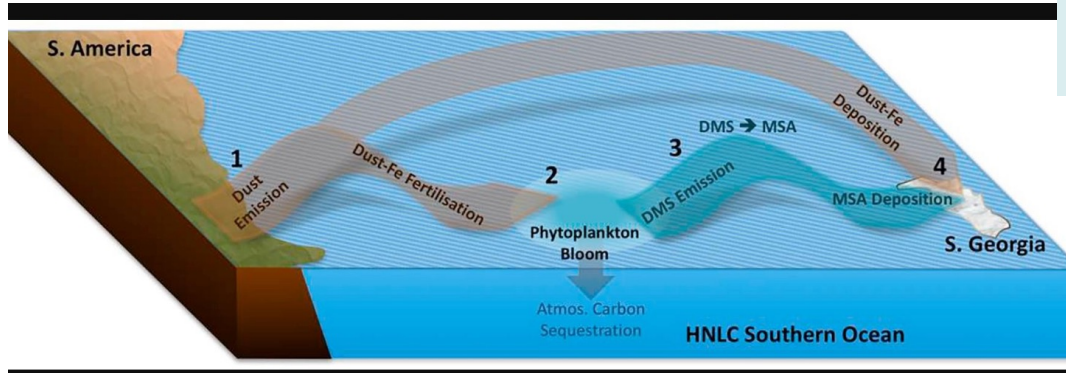 S. America
1
Dust
Emission
Dust-Fe Fertilisation
2
Phytoplankton
Bloom
Atmos. Carbon
Sequestration
3
DMS ➔ MSA
DMS Emission
Dust-Fe
Deposition
4
MSA Deposition
S. Georgia
HNLC Southern Ocean